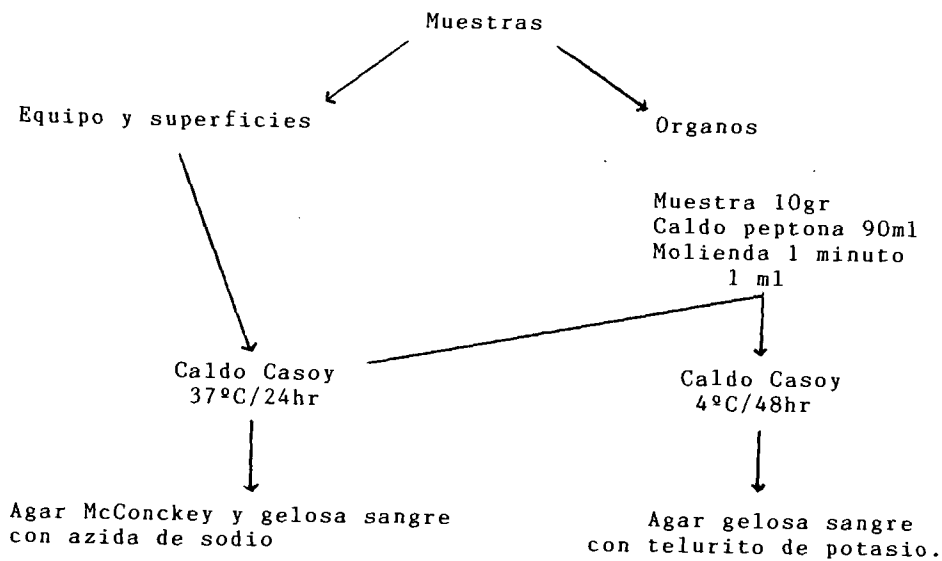 Muestras
Equipo y superficies
Organos
Muestra 10gr
Caldo peptona 90ml
Molienda 1 minuto
1 ml
Caldo Casoy
37ºC/24hr
Caldo Casoy
4ºC/48hr
Agar McConckey y gelosa sangre
con azida de sodio
Agar gelosa sangre
con telurito de potasio.